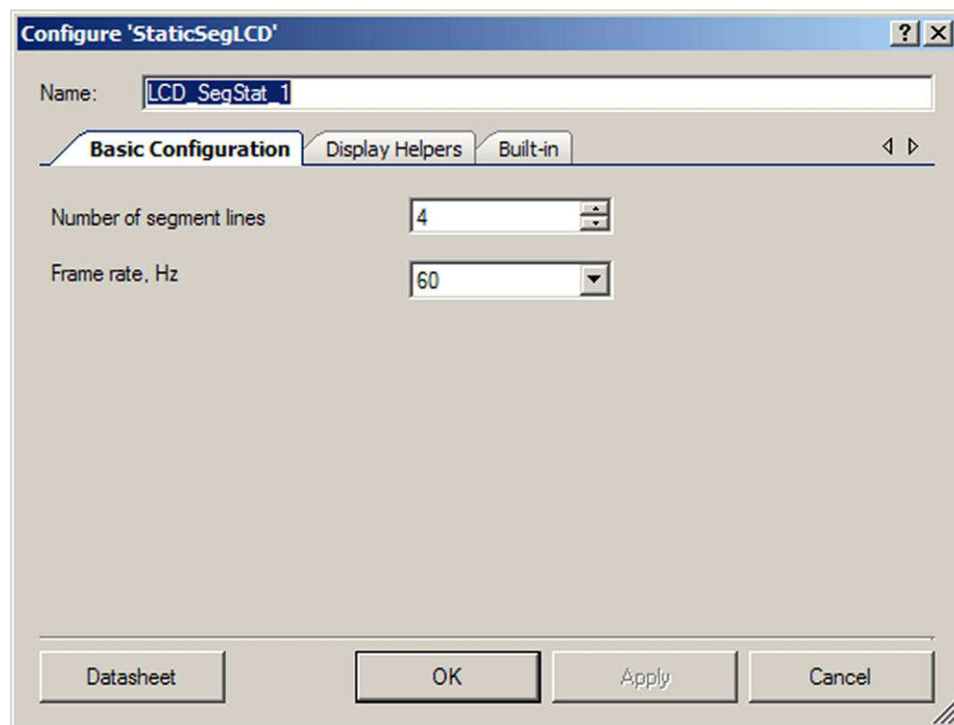 Configure 'StaticSegLCD'
Name: LCD_SegStat_1
Basic Configuration Display Helpers Built-in
Number of segment lines 4
Frame rate, Hz 60
Datasheet OK Apply Cancel